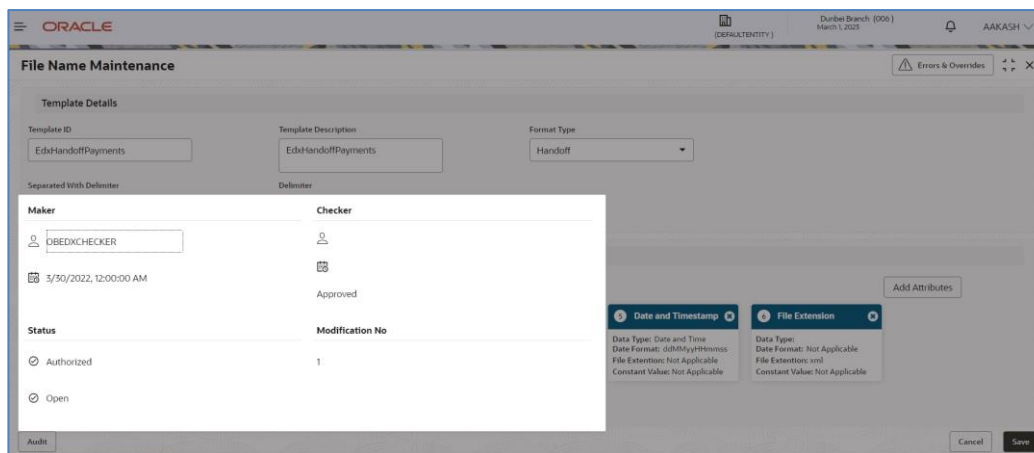 ORACLE
[DEFAULTENTITY ]
Dunbei Branch (006 )
March 1, 2025
AAKASH
File Name Maintenance
Errors & Overrides
Template Details
Template ID
Template Description
Format Type
EdxHandoffPayments
EdxHandoffPayments
Handoff
Separated With Delimiter
Delimiter
Maker
Checker
OBEDXCHECKER
3/30/2022, 12:00:00 AM
Approved
Status
Modification No
Authorized
1
Open
Add Attributes
5 Date and Timestamp
Data Type: Date and Time
Date Format: ddMMyyHHmmss
File Extention: Not Applicable
Constant Value: Not Applicable
6 File Extension
Data Type:
Date Format: Not Applicable
File Extention: xml
Constant Value: Not Applicable
Audit
Cancel
Save